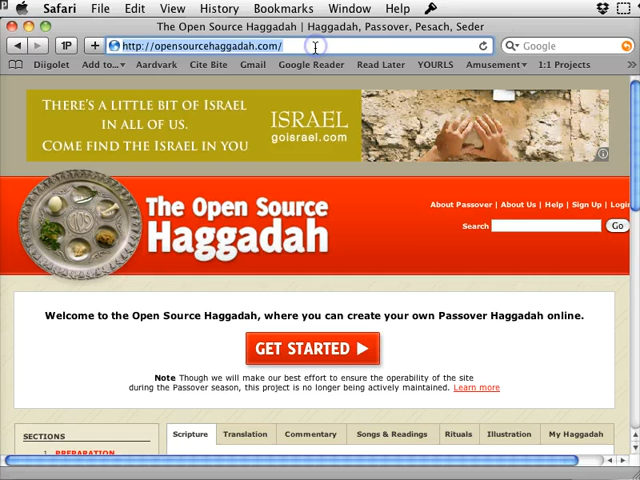 Safari File Edit View History Bookmarks Window Help
The Open Source Haggadah | Haggadah, Passover, Pesach, Seder
1P http://opensourcehaggadah.com/ Google
Diigolet Add to... Aardvark Cite Bite Gmail Google Reader Read Later YOURLS Amusement 1:1 Projects
THERE'S A LITTLE BIT OF ISRAEL
IN ALL OF US.
COME FIND THE ISRAEL IN YOU
ISRAEL
goisrael.com
The Open Source
Haggadah
About Passover | About Us | Help | Sign Up | Login
Search Go
Welcome to the Open Source Haggadah, where you can create your own Passover Haggadah online.
GET STARTED
Note Though we will make our best effort to ensure the operability of the site
during the Passover season, this project is no longer being actively maintained. Learn more
SECTIONS
1. PREPARATION
Scripture Translation Commentary Songs & Readings Rituals Illustration My Haggadah